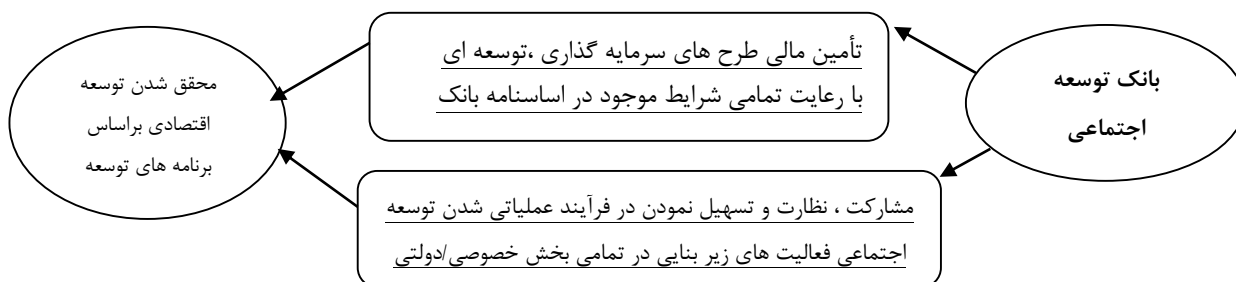 بانک توسعه
اجتماعی
تأمین مالی طرح های سرمایه گذاری ،توسعه ای
با رعایت تمامی شرایط موجود در اساسنامه بانک
مشارکت ، نظارت و تسهیل نمودن در فرآیند عملیاتی شدن توسعه
اجتماعی فعالیت های زیر بنایی در تمامی بخش خصوصی/دولتی
محقق شدن توسعه
اقتصادی براساس
برنامه های توسعه